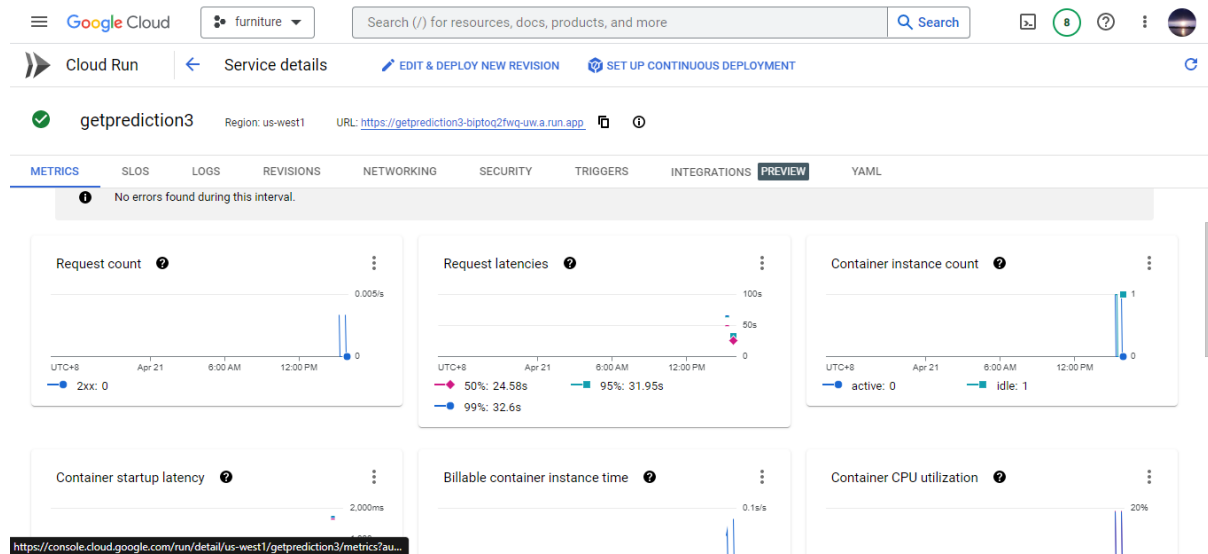 Google Cloud furniture Search (/) for resources, docs, products, and more Search 8
Cloud Run Service details EDIT & DEPLOY NEW REVISION SET UP CONTINUOUS DEPLOYMENT
getprediction3 Region: us-west1 URL: https://getprediction3-biptoq2fwq-uw.a.run.app
METRICS SLOS LOGS REVISIONS NETWORKING SECURITY TRIGGERS INTEGRATIONS PREVIEW YAML
No errors found during this interval.
Request count
0.005/s
0
UTC+8 Apr 21 6:00 AM 12:00 PM
2xx: 0
Request latencies
100s
50s
0
UTC+8 Apr 21 6:00 AM 12:00 PM
50%: 24.58s 95%: 31.95s
99%: 32.6s
Container instance count
1
0
UTC+8 Apr 21 6:00 AM 12:00 PM
active: 0 idle: 1
Container startup latency
2,000ms
Billable container instance time
0.1s/s
Container CPU utilization
20%
https://console.cloud.google.com/run/detail/us-west1/getprediction3/metrics?au...